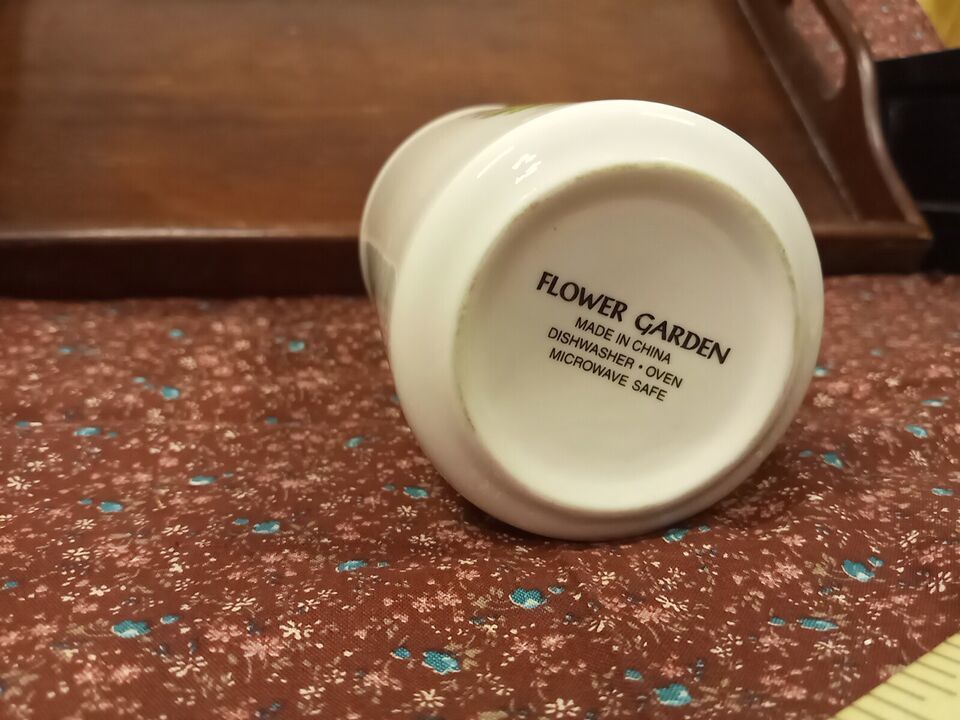 FLOWER GARDEN
MADE IN CHINA
DISHWASHER • OVEN
MICROWAVE SAFE